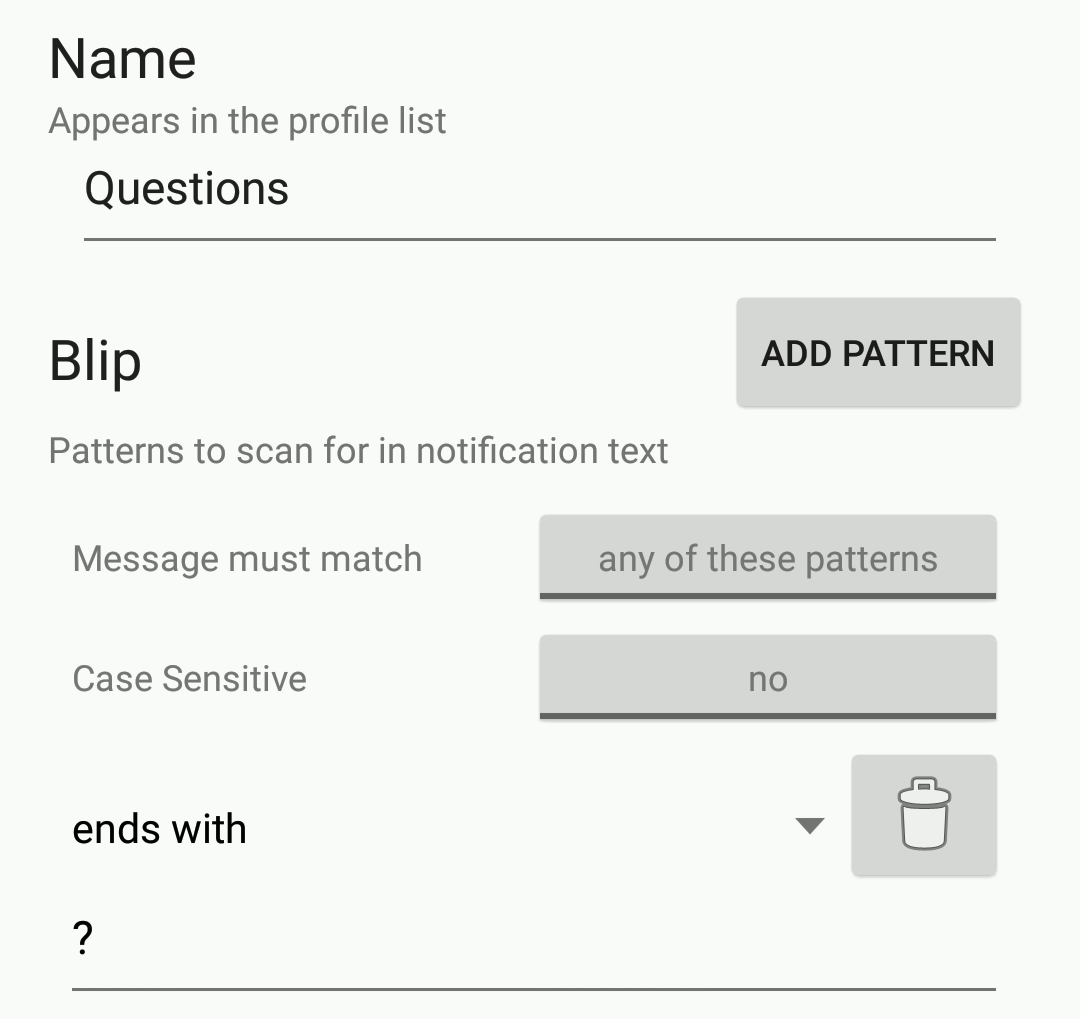 Name
Appears in the profile list
Questions
Blip
ADD PATTERN
Patterns to scan for in notification text
Message must match
any of these patterns
Case Sensitive
no
ends with
?